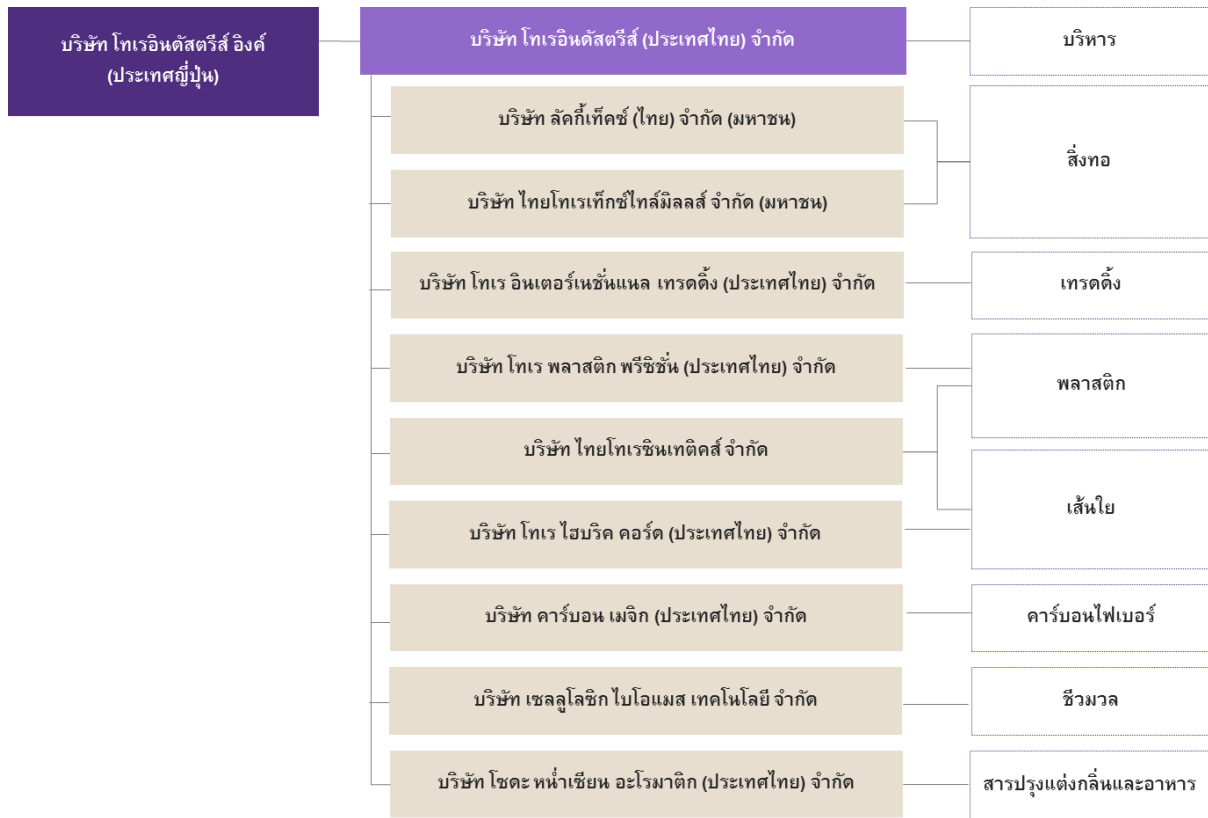 บริษัท โทเรอินดัสตรีส์ อิงค์
(ประเทศญี่ปุ่น)
บริษัท โทเรอินดัสตรีส์ (ประเทศไทย) จำกัด
บริหาร
บริษัท ลัคกี้เท็คซ์ (ไทย) จำกัด (มหาชน)
บริษัท ไทยโทเรเท็กซ์ไทล์มิลลส์ จำกัด (มหาชน)
สิ่งทอ
บริษัท โทเร อินเตอร์เนชั่นแนล เทรดดิ้ง (ประเทศไทย) จำกัด
เทรดดิ้ง
บริษัท โทเร พลาสติก พรีซิชั่น (ประเทศไทย) จำกัด
พลาสติก
บริษัท ไทยโทเรซินเทติคส์ จำกัด
เส้นใย
บริษัท โทเร ไฮบริค คอร์ด (ประเทศไทย) จำกัด
บริษัท คาร์บอน เมจิก (ประเทศไทย) จำกัด
คาร์บอนไฟเบอร์
บริษัท เซลลูโลซิก ไบโอแมส เทคโนโลยี จำกัด
ชีวมวล
บริษัท โซดะ หน่ำเซียน อะโรมาติก (ประเทศไทย) จำกัด
สารปรุงแต่งกลิ่นและอาหาร